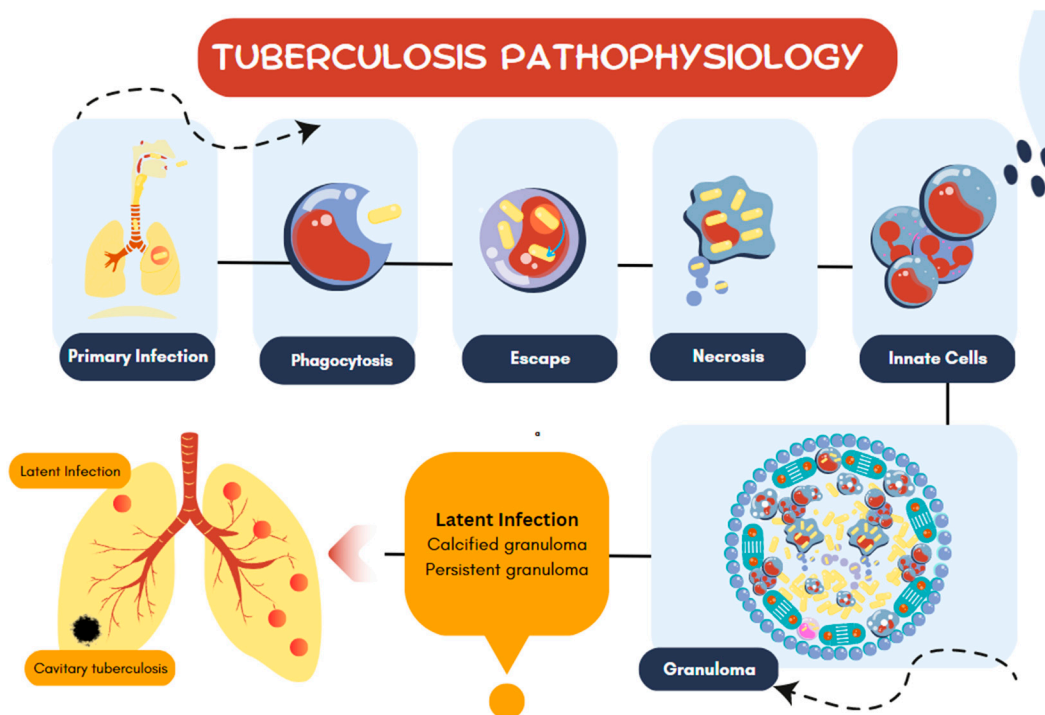 TUBERCULOSIS PATHOPHYSIOLOGY
Primary Infection
Phagocytosis
Escape
Necrosis
Innate Cells
Latent Infection
Cavitary tuberculosis
a
Latent Infection
Calcified granuloma
Persistent granuloma
Granuloma